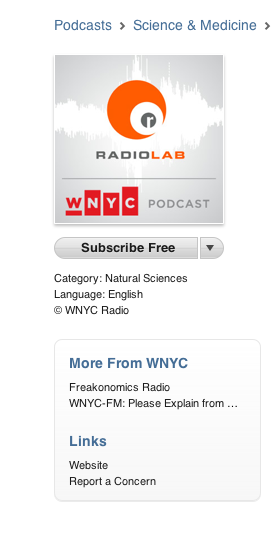 Podcasts > Science & Medicine >
r
RADIOLAB
WNYC PODCAST
Subscribe Free
Category: Natural Sciences
Language: English
© WNYC Radio
More From WNYC
Freakonomics Radio
WNYC-FM: Please Explain from ...
Links
Website
Report a Concern